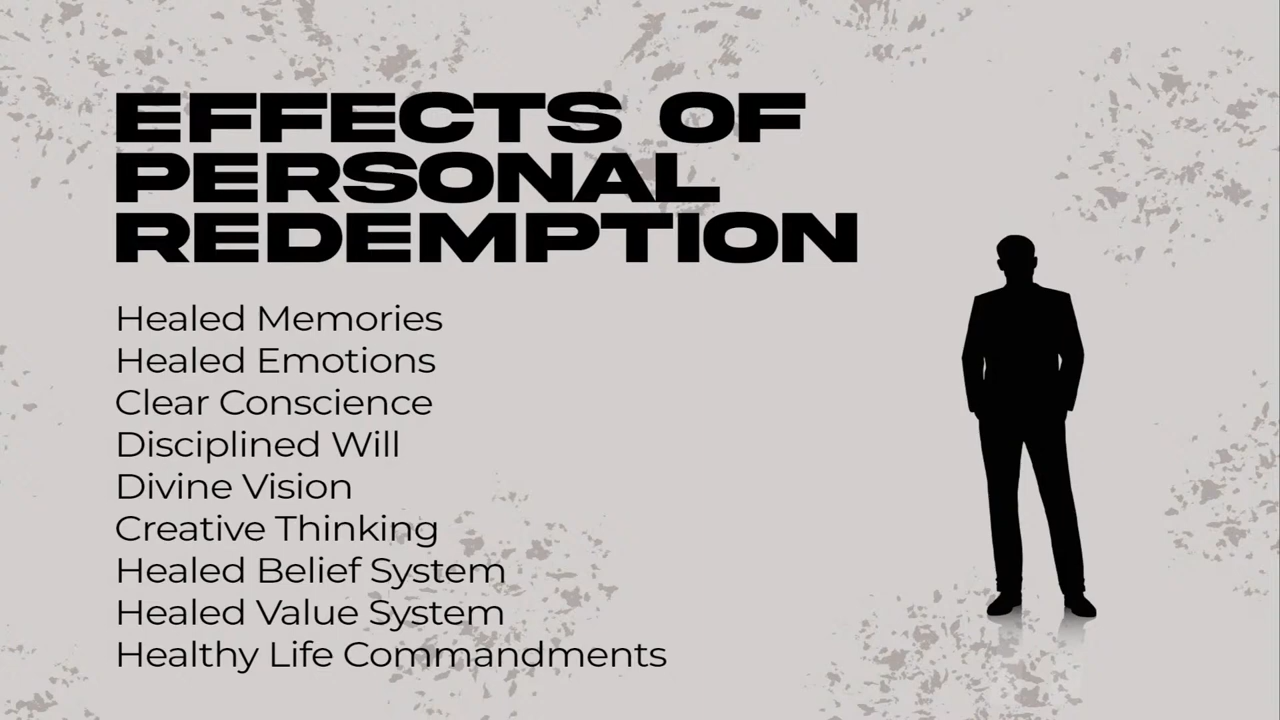 EFFECTS OF
PERSONAL
REDEMPTION
Healed Memories
Healed Emotions
Clear Conscience
Disciplined Will
Divine Vision
Creative Thinking
Healed Belief System
Healed Value System
Healthy Life Commandments